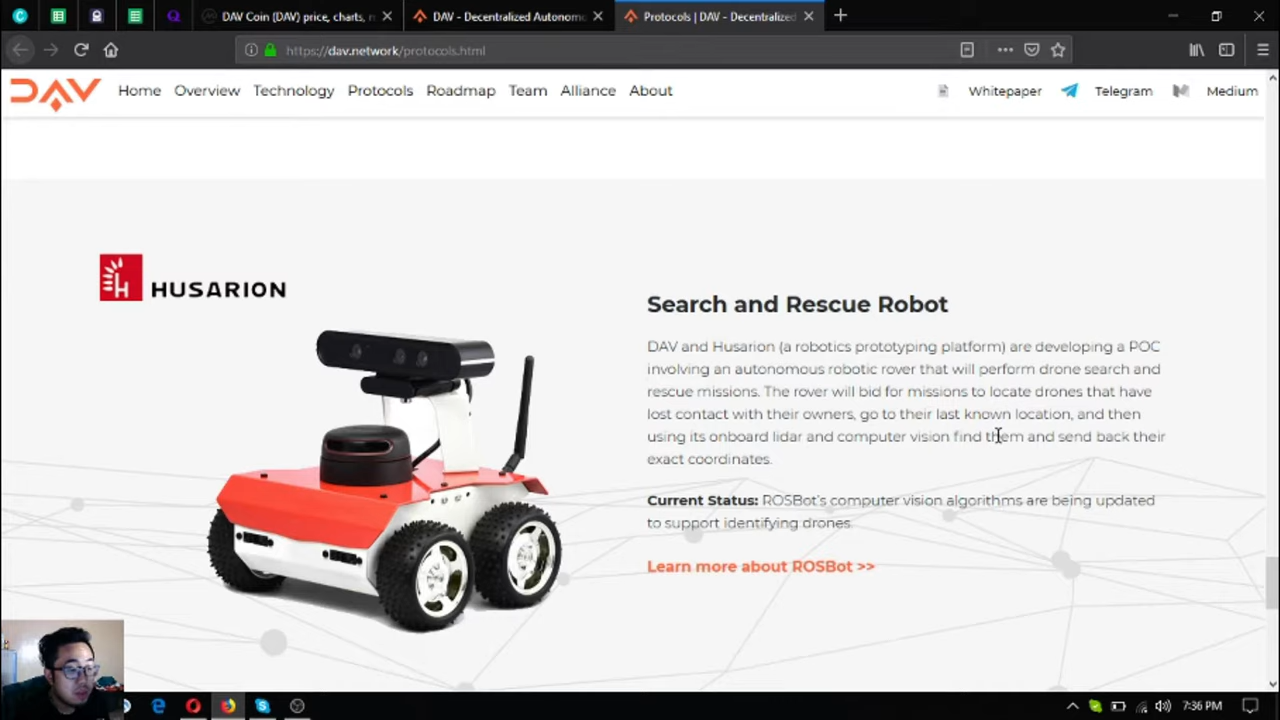 DAV Coin (DAV) price, charts, m
DAV - Decentralized Autonomo
Protocols | DAV - Decentralized
https://dav.network/protocols.html
DAV
Home
Overview
Technology
Protocols
Roadmap
Team
Alliance
About
Whitepaper
Telegram
Medium
HUSARION
Search and Rescue Robot
DAV and Husarion (a robotics prototyping platform) are developing a POC
involving an autonomous robotic rover that will perform drone search and
rescue missions. The rover will bid for missions to locate drones that have
lost contact with their owners, go to their last known location, and then
using its onboard lidar and computer vision find them and send back their
exact coordinates.
Current Status: ROSBot's computer vision algorithms are being updated
to support identifying drones.
Learn more about ROSBot >>
7:36 PM